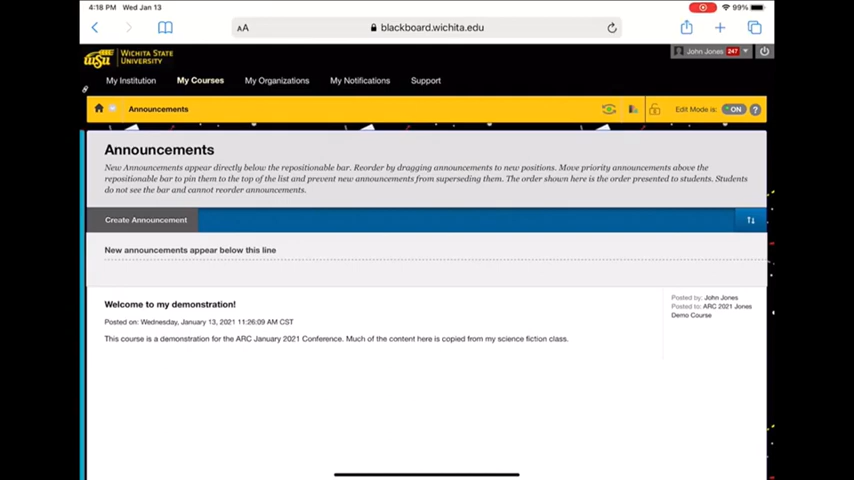 4:18 PM Wed Jan 13
99%
AA
blackboard.wichita.edu
wsu WICHITA STATE
UNIVERSITY
John Jones 247
My Institution
My Courses
My Organizations
My Notifications
Support
Announcements
Edit Mode is: ON ?
Announcements
New Announcements appear directly below the repositionable bar. Reorder by dragging announcements to new positions. Move priority announcements above the
repositionable bar to pin them to the top of the list and prevent new announcements from superseding them. The order shown here is the order presented to students. Students
do not see the bar and cannot reorder announcements.
Create Announcement
New announcements appear below this line
Welcome to my demonstration!
Posted on: Wednesday, January 13, 2021 11:26:09 AM CST
This course is a demonstration for the ARC January 2021 Conference. Much of the content here is copied from my science fiction class.
Posted by: John Jones
Posted to: ARC 2021 Jones
Demo Course